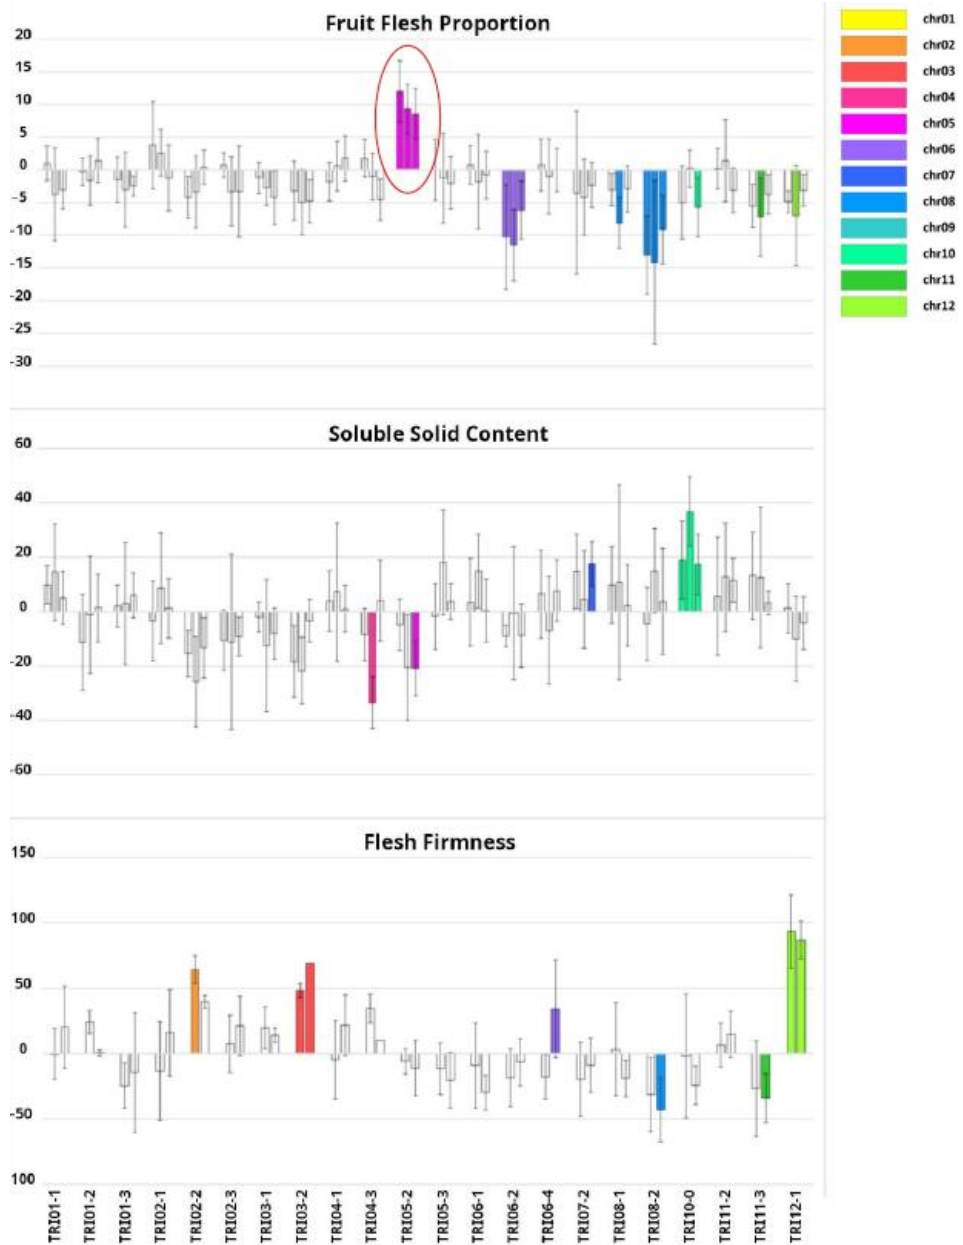 Fruit Flesh Proportion
20
15
10
5
0
-5
-10
-15
-20
-25
-30
chr01
chr02
chr03
chr04
chr05
chr06
chr07
chr08
chr09
chr10
chr11
chr12
Soluble Solid Content
60
40
20
0
-20
-40
-60
Flesh Firmness
150
100
50
0
-50
100
TRI01-1
TRI01-2
TRI01-3
TRI02-1
TRI02-2
TRI02-3
TRI03-1
TRI03-2
TRI04-1
TRI04-3
TRI05-2
TRI05-3
TRI06-1
TRI06-2
TRI06-4
TRI07-2
TRI08-1
TRI08-2
TRI10-0
TRI11-2
TRI11-3
TRI12-1